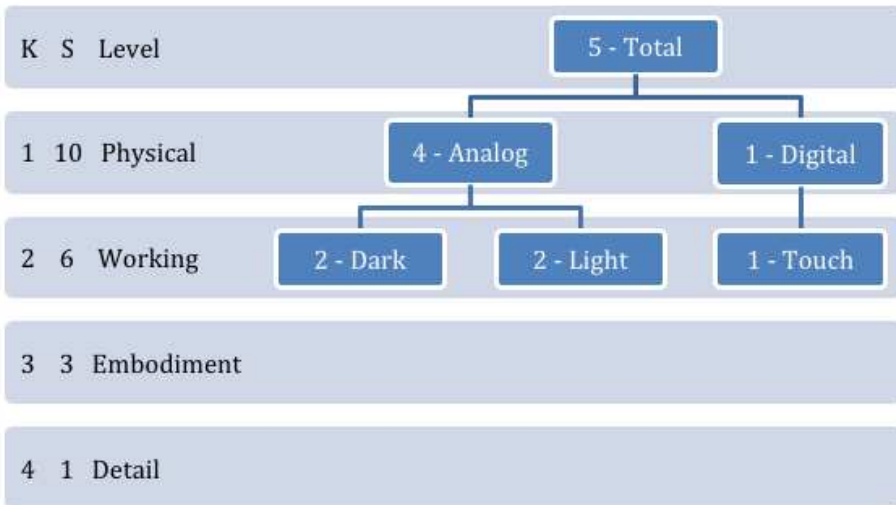 K S Level 5 - Total
1 10 Physical 4 - Analog 1 - Digital
2 6 Working 2 - Dark 2 - Light 1 - Touch
3 3 Embodiment
4 1 Detail